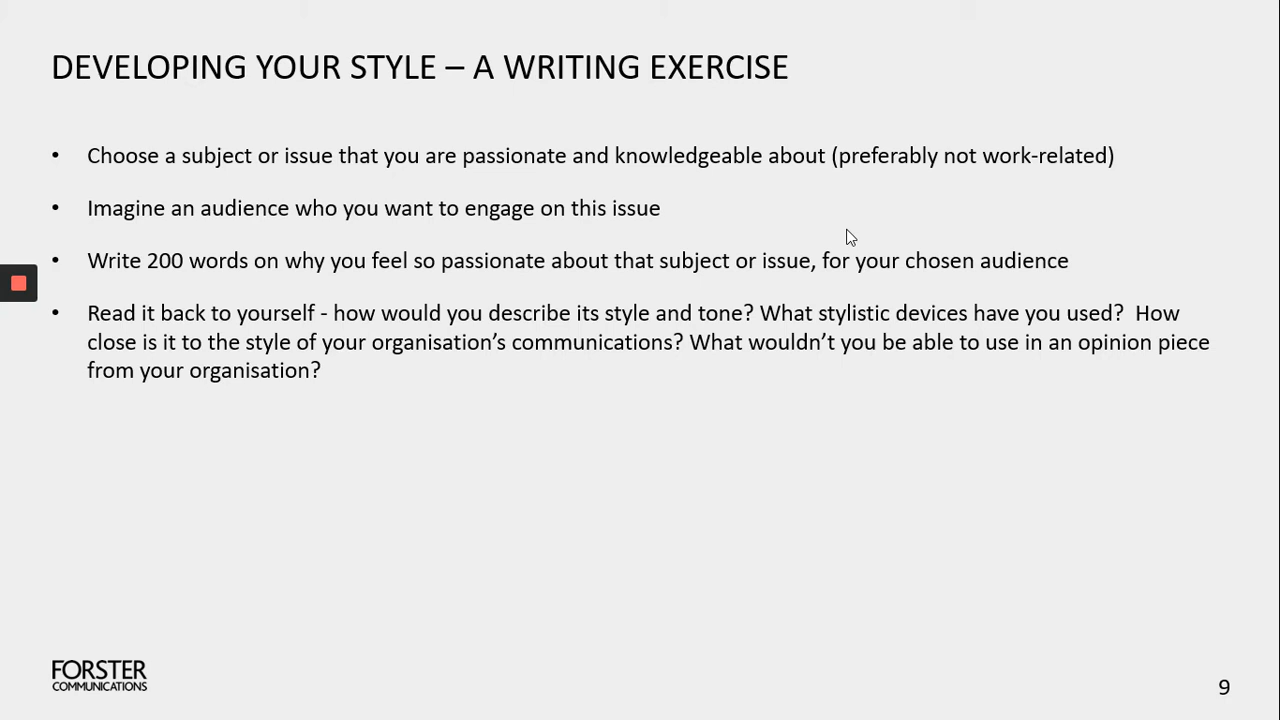 DEVELOPING YOUR STYLE – A WRITING EXERCISE
• Choose a subject or issue that you are passionate and knowledgeable about (preferably not work-related)
• Imagine an audience who you want to engage on this issue
• Write 200 words on why you feel so passionate about that subject or issue, for your chosen audience
• Read it back to yourself - how would you describe its style and tone? What stylistic devices have you used?  How
close is it to the style of your organisation’s communications? What wouldn’t you be able to use in an opinion piece
from your organisation?
FORSTER
COMMUNICATIONS
9